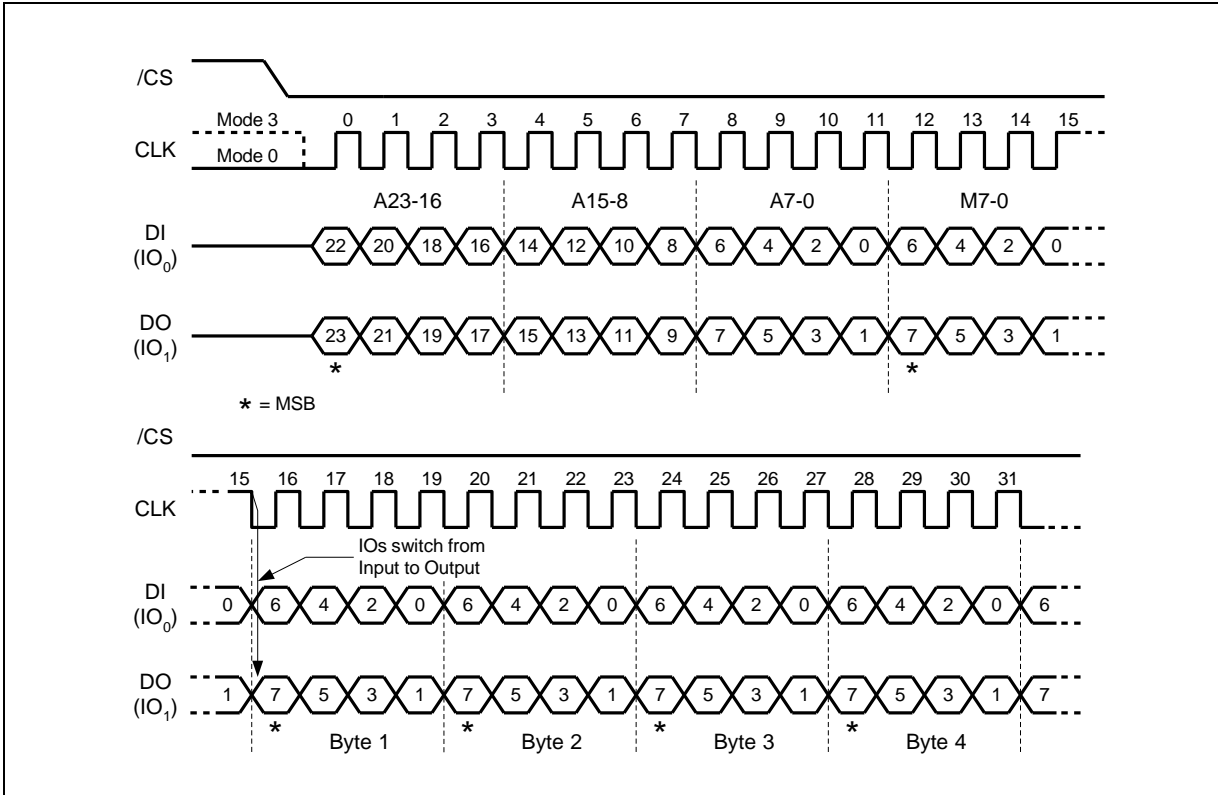 /CS
Mode 3 0 1 2 3 4 5 6 7 8 9 10 11 12 13 14 15
CLK
Mode 0
A23-16 A15-8 A7-0 M7-0
DI
(IO0)
22 20 18 16 14 12 10 8 6 4 2 0 6 4 2 0
DO
(IO1)
23 21 19 17 15 13 11 9 7 5 3 1 7 5 3 1
* *
* = MSB
/CS
15 16 17 18 19 20 21 22 23 24 25 26 27 28 29 30 31
CLK
IOs switch from
Input to Output
DI
(IO0)
0 6 4 2 0 6 4 2 0 6 4 2 0 6 4 2 0 6
DO
(IO1)
1 7 5 3 1 7 5 3 1 7 5 3 1 7 5 3 1 7
* * * *
Byte 1 Byte 2 Byte 3 Byte 4